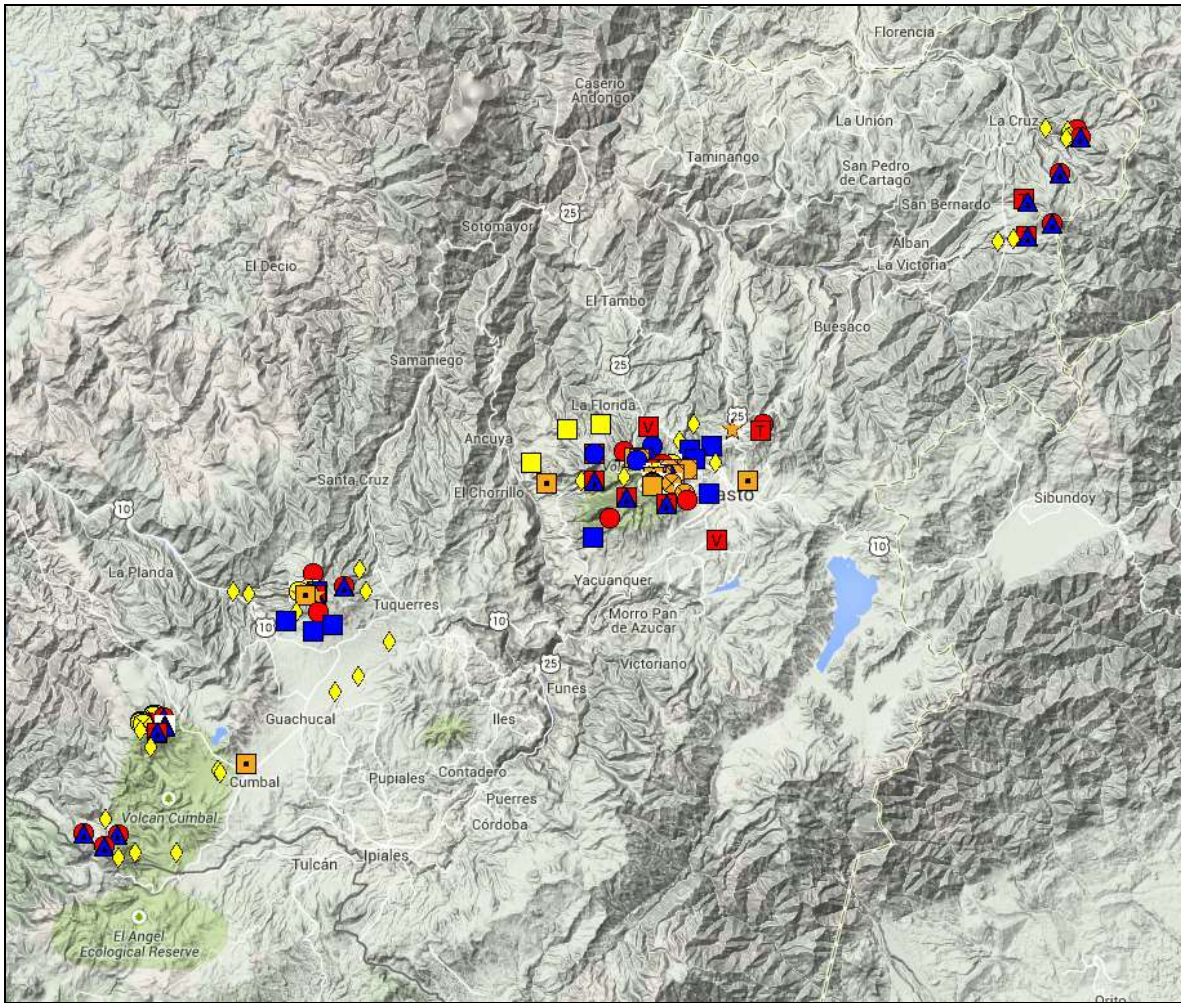 Florencia
Caserio
Andongo
La Unión
La Cruz
Taminango
San Pedro
de Cartago
San Bernardo
25
Sotomayor
Alban
La Victoria
El Decio
El Tambo
Buesaco
Samaniego
25
La Florida
25
V
T
Ancuya
Santa Cruz
El Chorrillo
10
Sibundoy
V
10
La Planda
Yacuanquer
Tuquerres
10
10
Morro Pan
de Azucar
25
Victoriano
Funes
Guachucal
Iles
Cumbal
Pupiales
Contadero
Volcan Cumbal
Puerres
Córdoba
Tulcán
Ipiales
El Angel
Ecological Reserve